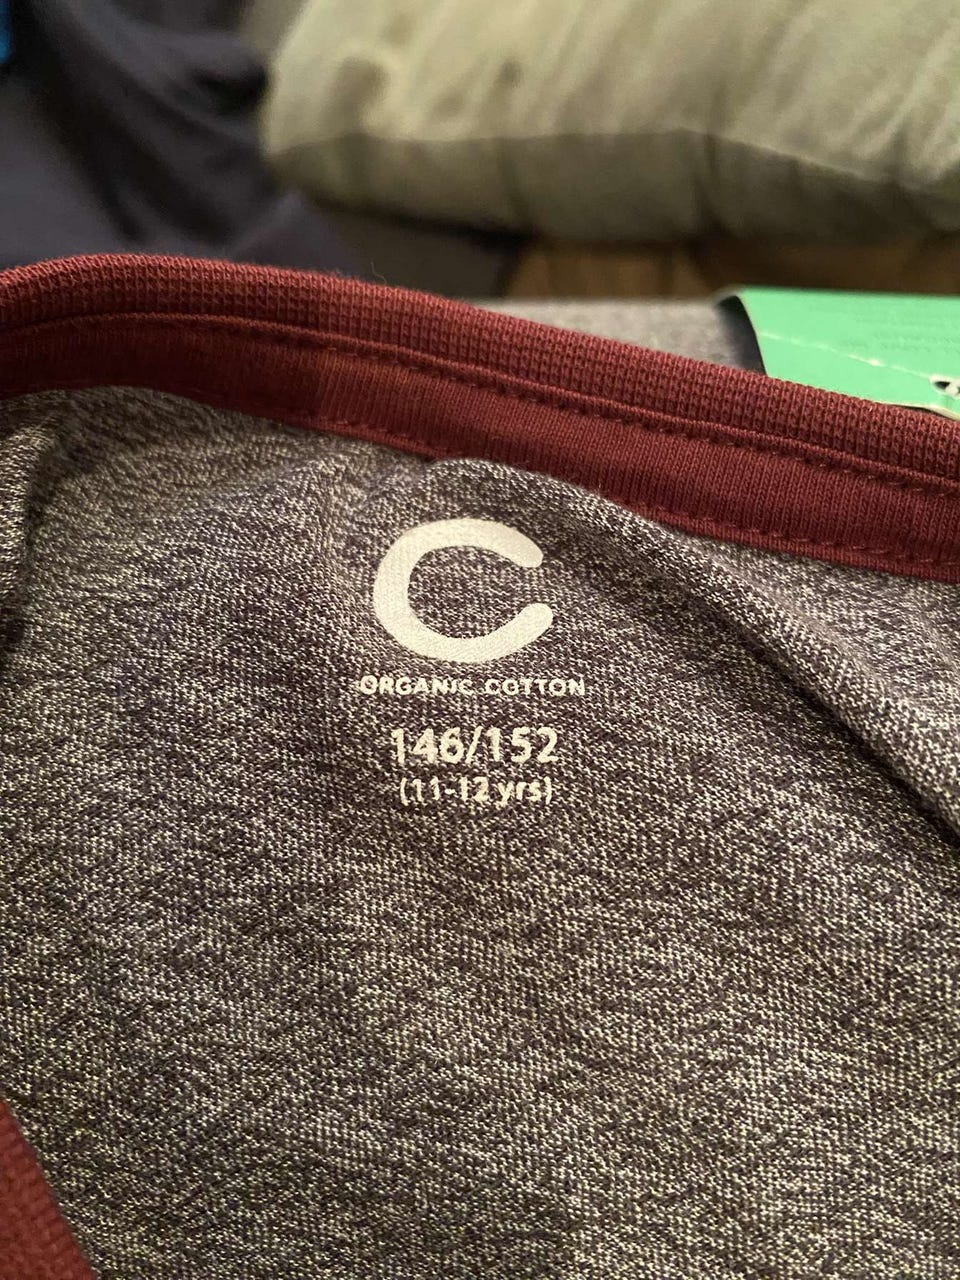 C
ORGANIC COTTON
146/152
(11-12 yrs)